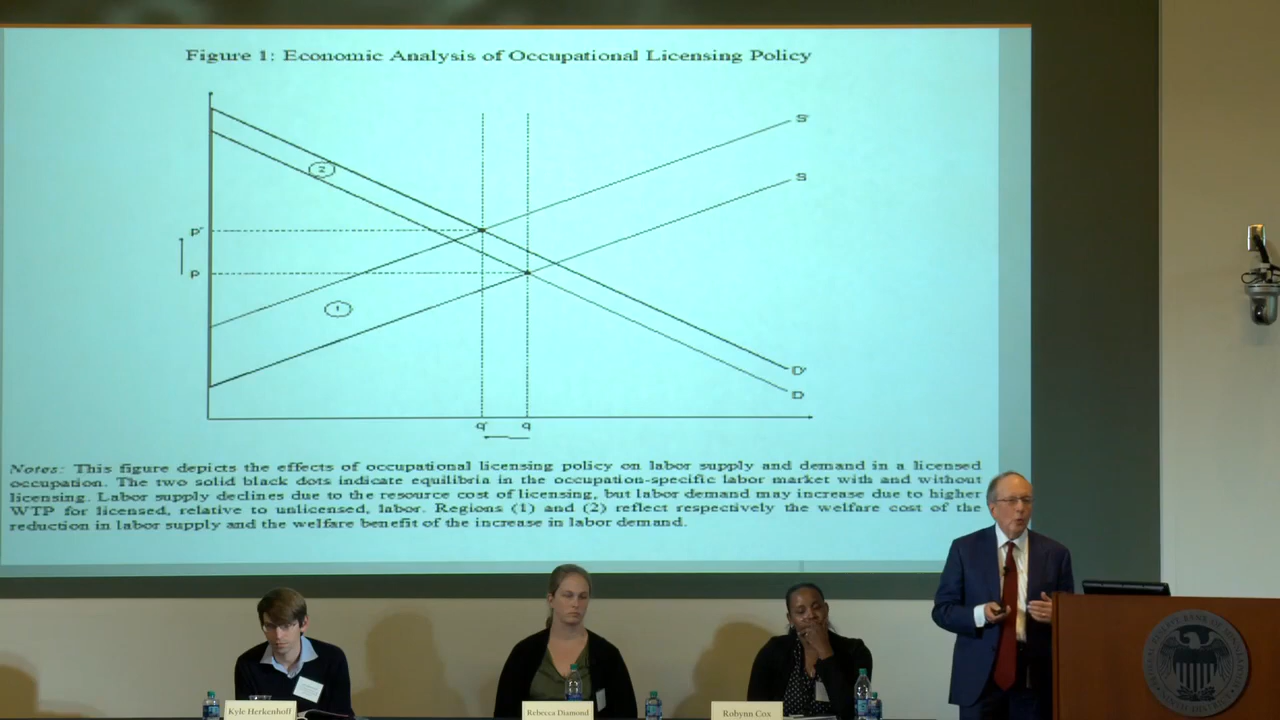 Figure 1: Economic Analysis of Occupational Licensing Policy
S'
2
S
P'
P
1
D'
D
q'
q
Notes: This figure depicts the effects of occupational licensing policy on labor supply and demand in a licensed
occupation. The two solid black dots indicate equilibria in the occupation-specific labor market with and without
licensing. Labor supply declines due to the resource cost of licensing, but labor demand may increase due to higher
WTP for licensed, relative to unlicensed, labor. Regions (1) and (2) reflect respectively the welfare cost of the
reduction in labor supply and the welfare benefit of the increase in labor demand.
Kyle Herkenhoff
Rebecca Diamond
Robynn Cox